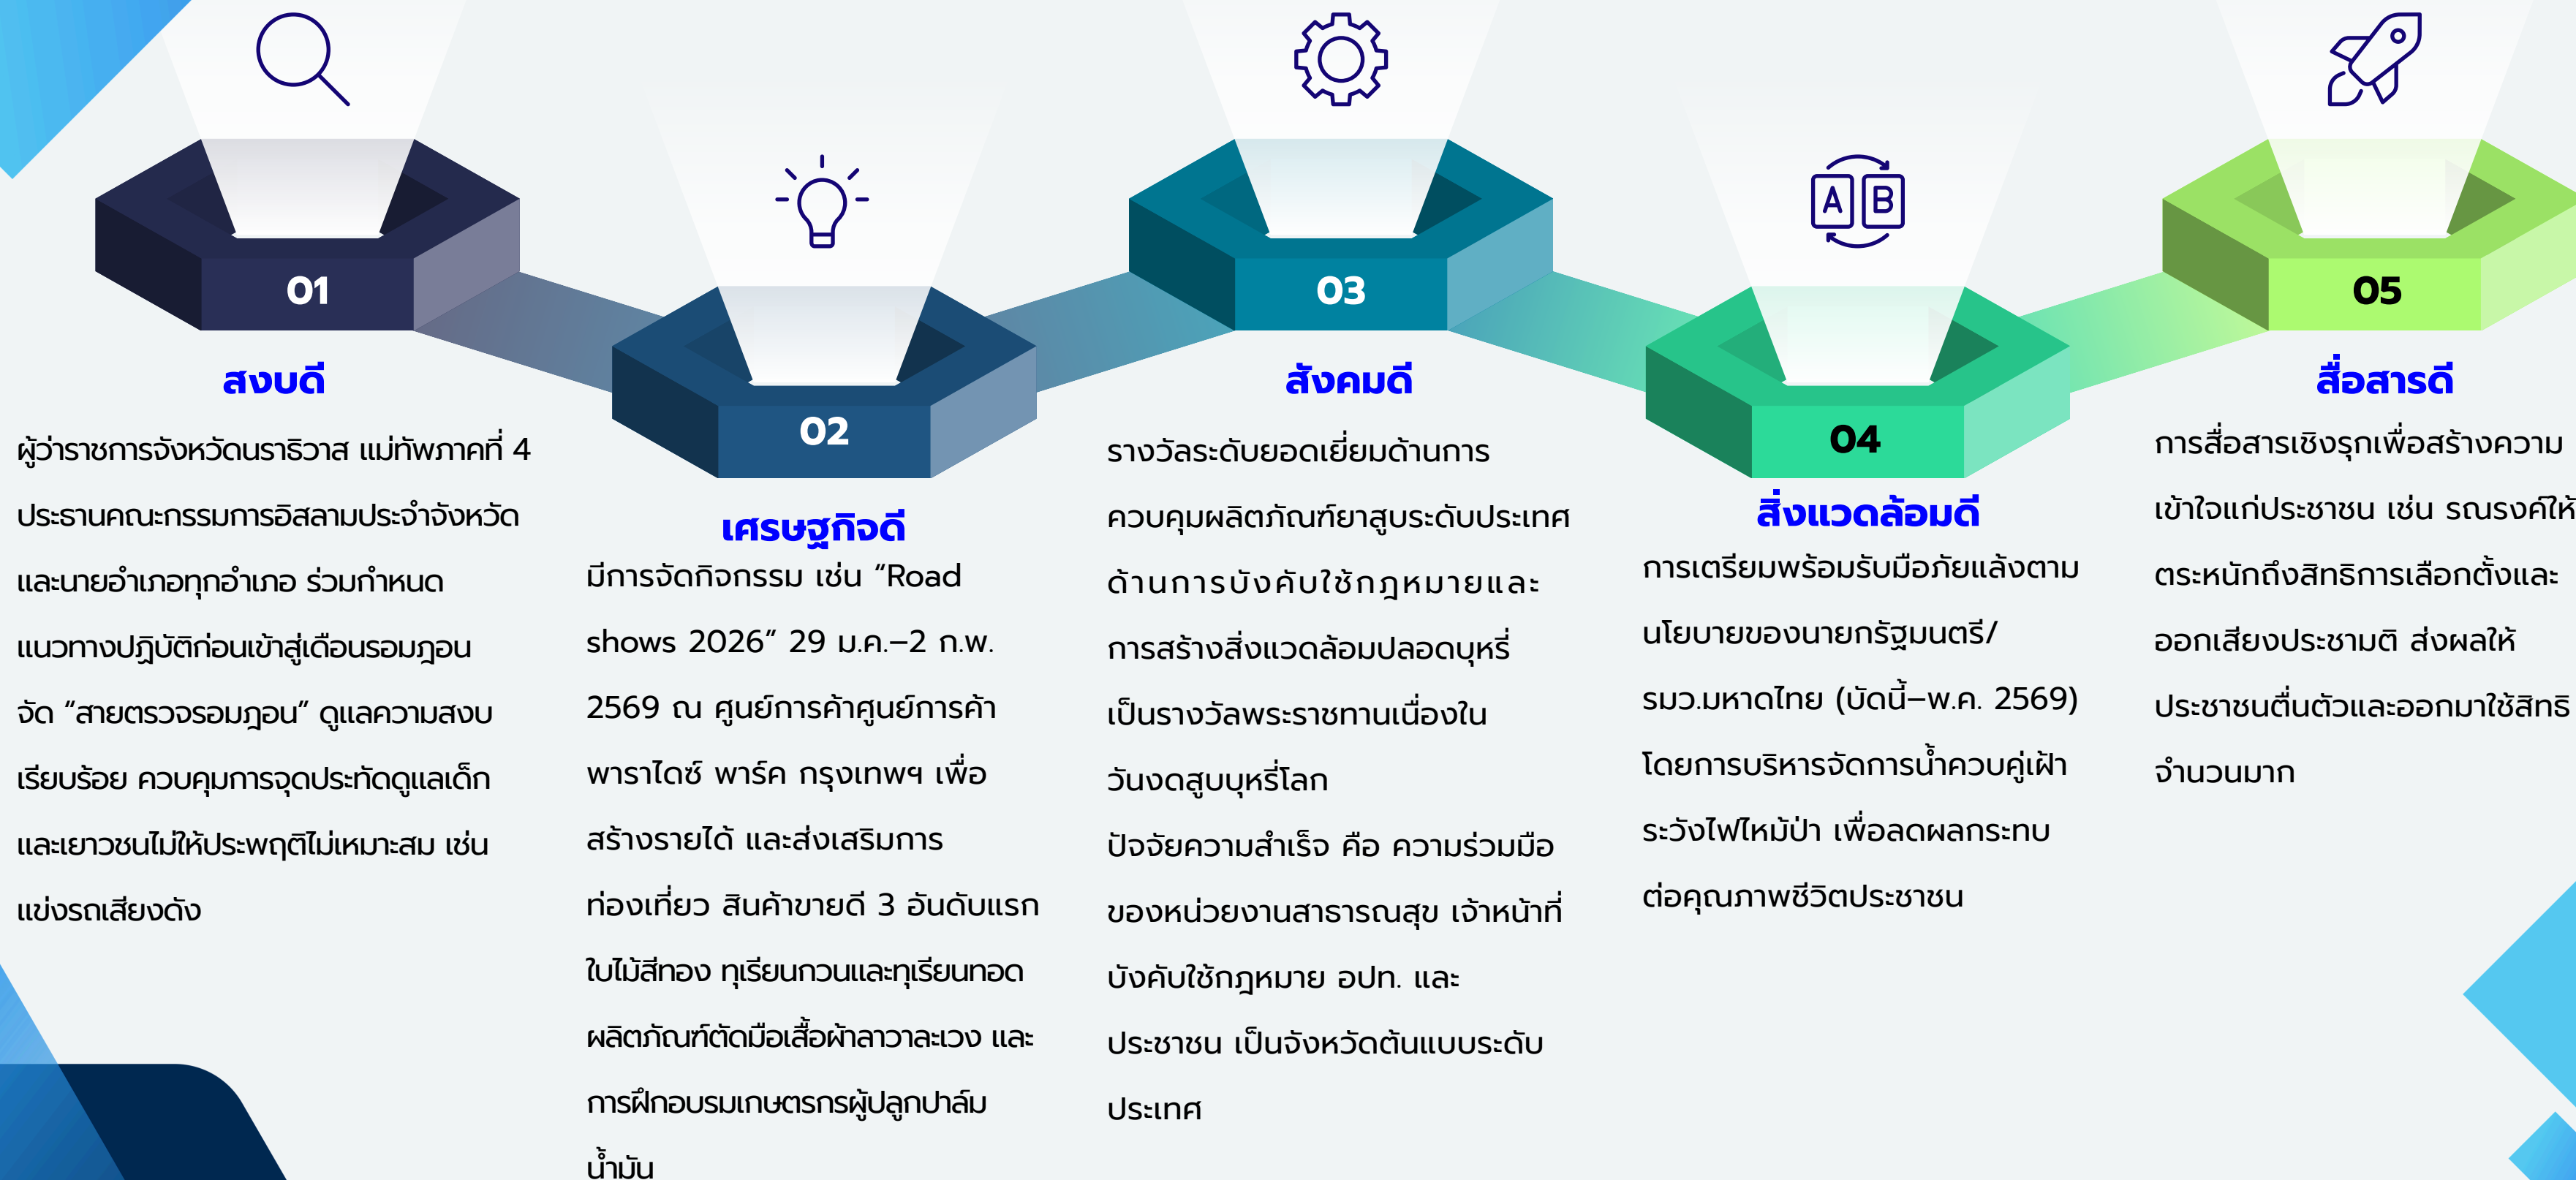 01
สงบดี
ผู้ว่าราชการจังหวัดนราธิวาส แม่ทัพภาคที่ 4
ประธานคณะกรรมการอิสลามประจำจังหวัด
และนายอำเภอทุกอำเภอ ร่วมกำหนด
แนวทางปฏิบัติก่อนเข้าสู่เดือนรอมฎอน
จัด “สายตรวจรอมฎอน” ดูแลความสงบ
เรียบร้อย ควบคุมการจุดประทัดดูแลเด็ก
และเยาวชนไม่ให้ประพฤติไม่เหมาะสม เช่น
แข่งรถเสียงดัง
02
เศรษฐกิจดี
มีการจัดกิจกรรม เช่น “Road
shows 2026” 29 ม.ค.–2 ก.พ.
2569 ณ ศูนย์การค้าศูนย์การค้า
พาราไดซ์ พาร์ค กรุงเทพฯ เพื่อ
สร้างรายได้ และส่งเสริมการ
ท่องเที่ยว สินค้าขายดี 3 อันดับแรก
ใบไม้สีทอง ทุเรียนกวนและทุเรียนทอด
ผลิตภัณฑ์ตัดมือเสื้อผ้าลาวาละเวง และ
การฝึกอบรมเกษตรกรผู้ปลูกปาล์ม
น้ำมัน
03
สังคมดี
รางวัลระดับยอดเยี่ยมด้านการ
ควบคุมผลิตภัณฑ์ยาสูบระดับประเทศ
ด้านการบังคับใช้กฎหมายและ
การสร้างสิ่งแวดล้อมปลอดบุหรี่
เป็นรางวัลพระราชทานเนื่องใน
วันงดสูบบุหรี่โลก
ปัจจัยความสำเร็จ คือ ความร่วมมือ
ของหน่วยงานสาธารณสุข เจ้าหน้าที่
บังคับใช้กฎหมาย อปท. และ
ประชาชน เป็นจังหวัดต้นแบบระดับ
ประเทศ
A B
04
สิ่งแวดล้อมดี
การเตรียมพร้อมรับมือภัยแล้งตาม
นโยบายของนายกรัฐมนตรี/
รมว.มหาดไทย (บัดนี้–พ.ค. 2569)
โดยการบริหารจัดการน้ำควบคู่เฝ้า
ระวังไฟไหม้ป่า เพื่อลดผลกระทบ
ต่อคุณภาพชีวิตประชาชน
05
สื่อสารดี
การสื่อสารเชิงรุกเพื่อสร้างความ
เข้าใจแก่ประชาชน เช่น รณรงค์ให้
ตระหนักถึงสิทธิการเลือกตั้งและ
ออกเสียงประชามติ ส่งผลให้
ประชาชนตื่นตัวและออกมาใช้สิทธิ
จำนวนมาก